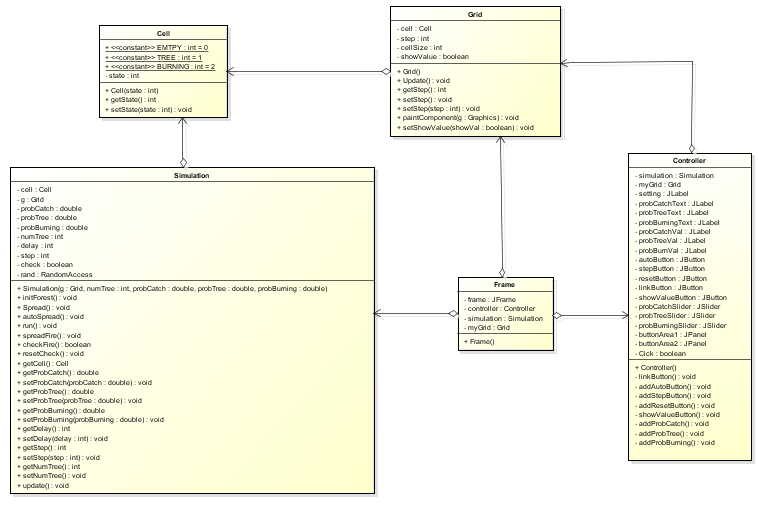 Cell
+ <<constant>> EMTPY : int = 0
+ <<constant>> TREE : int = 1
+ <<constant>> BURNING : int = 2
- state : int
+ Cell(state : int)
+ getState() : int
+ setState(state : int) : void
Grid
- cell : Cell
- step : int
- cellSize : int
- showValue : boolean
+ Grid()
+ Update() : void
+ getStep() : int
+ setStep() : void
+ setStep(step : int) : void
+ paintComponent(g : Graphics) : void
+ setShowValue(showVal : boolean) : void
Simulation
- cell : Cell
- g : Grid
- probCatch : double
- probTree : double
- probBurning : double
- numTree : int
- delay : int
- step : int
- check : boolean
- rand : RandomAccess
+ Simulation(g : Grid, numTree : int, probCatch : double, probTree : double, probBurning : double)
+ initForest() : void
+ Spread() : void
+ autoSpread() : void
+ run() : void
+ spreadFire() : void
+ checkFire() : boolean
+ resetCheck() : void
+ getCell() : Cell
+ getProbCatch() : double
+ setProbCatch(probCatch : double) : void
+ getProbTree() : double
+ setProbTree(probTree : double) : void
+ getProbBurning() : double
+ setProbBurning(probBurning : double) : void
+ getDelay() : int
+ setDelay(delay : int) : void
+ getStep() : int
+ setStep(step : int) : void
+ getNumTree() : int
+ setNumTree() : void
+ update() : void
Frame
- frame : JFrame
- controller : Controller
- simulation : Simulation
- myGrid : Grid
+ Frame()
Controller
- simulation : Simulation
- myGrid : Grid
- setting : JLabel
- probCatchText : JLabel
- probTreeText : JLabel
- probBurningText : JLabel
- probCatchVal : JLabel
- probTreeVal : JLabel
- probBurnVal : JLabel
- autoButton : JButton
- stepButton : JButton
- resetButton : JButton
- linkButton : JButton
- showValueButton : JButton
- probCatchSlider : JSlider
- probTreeSlider : JSlider
- probBurningSlider : JSlider
- buttonArea1 : JPanel
- buttonArea2 : JPanel
- Cick : boolean
+ Controller()
- linkButton() : void
- addAutoButton() : void
- addStepButton() : void
- addResetButton() : void
- showValueButton() : void
- addProbCatch() : void
- addProbTree() : void
- addProbBurning() : void